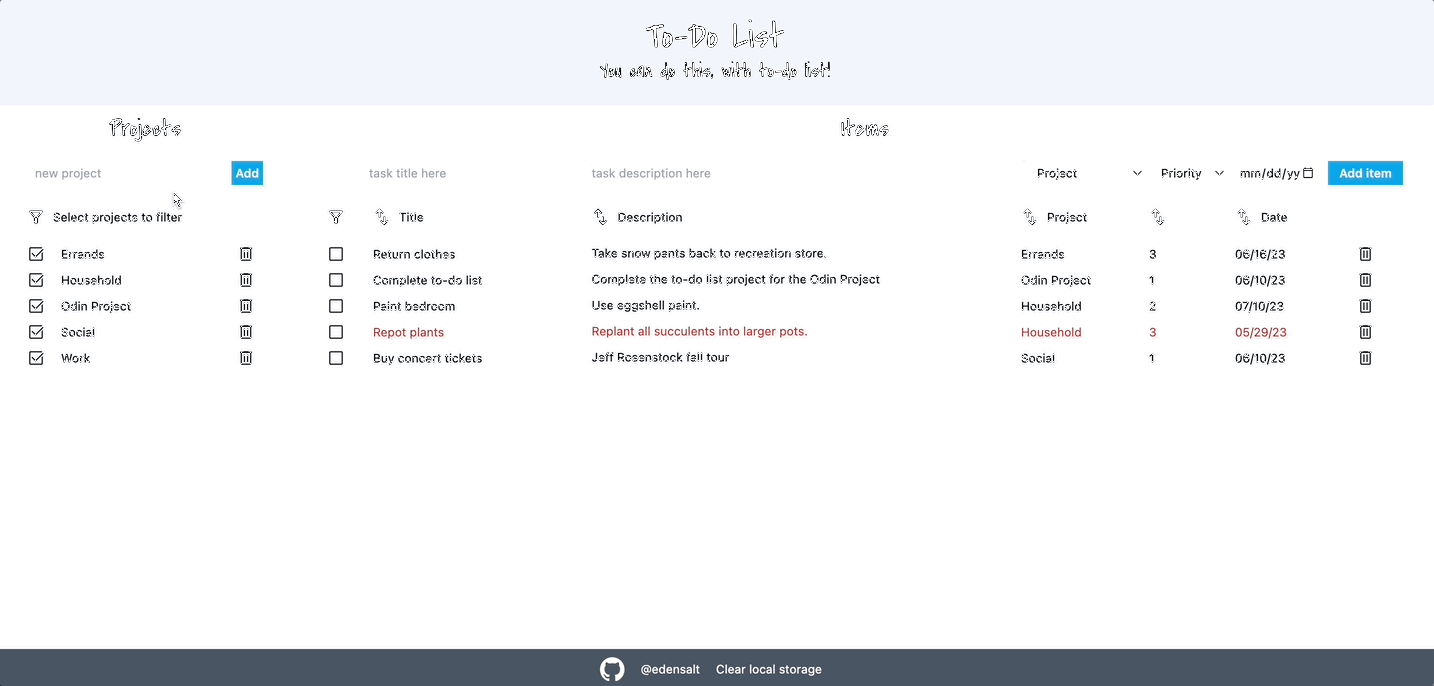 To-Do List
You can do this, with to-do list!
Projects
Items
new project Add task title here task description here Project Priority mm/dd/yy Add item
Select projects to filter Title Description Project Date
Errands Return clothes Take snow pants back to recreation store. Errands 3 06/16/23
Household Complete to-do list Complete the to-do list project for the Odin Project Odin Project 1 06/10/23
Odin Project Paint bedroom Use eggshell paint. Household 2 07/10/23
Social Repot plants Replant all succulents into larger pots. Household 3 05/29/23
Work Buy concert tickets Jeff Rosenstock fall tour Social 1 06/10/23
@edensalt Clear local storage